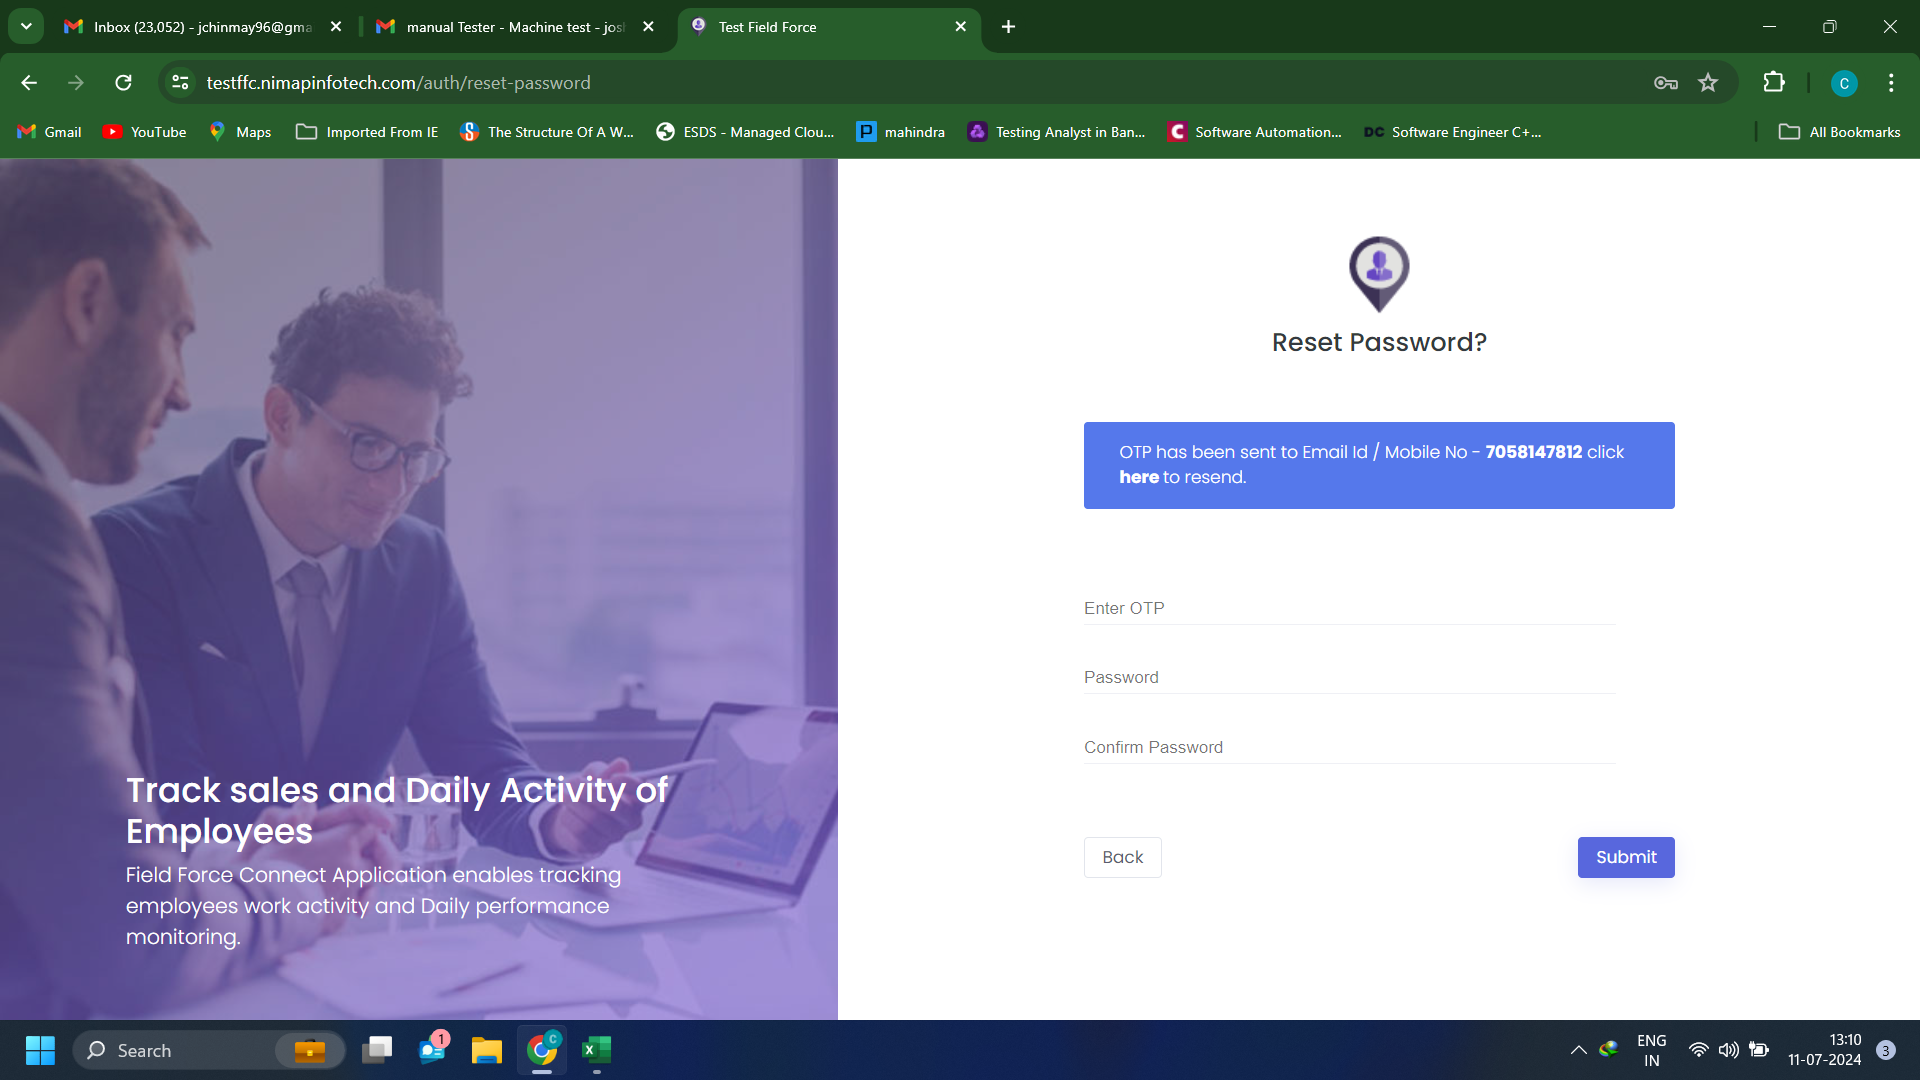 Inbox (23,052) - jchinmay96@gma
manual Tester - Machine test - josh
Test Field Force
testffc.nimapinfotech.com/auth/reset-password
C
Gmail
YouTube
Maps
Imported From IE
The Structure Of A W...
ESDS - Managed Clou...
mahindra
Testing Analyst in Ban...
Software Automation...
DC
Software Engineer C+...
All Bookmarks
Reset Password?
OTP has been sent to Email Id / Mobile No - 7058147812 click
here to resend.
Enter OTP
Password
Confirm Password
Back
Submit
Track sales and Daily Activity of
Employees
Field Force Connect Application enables tracking
employees work activity and Daily performance
monitoring.
Search
1
C
ENG
IN
13:10
11-07-2024
3